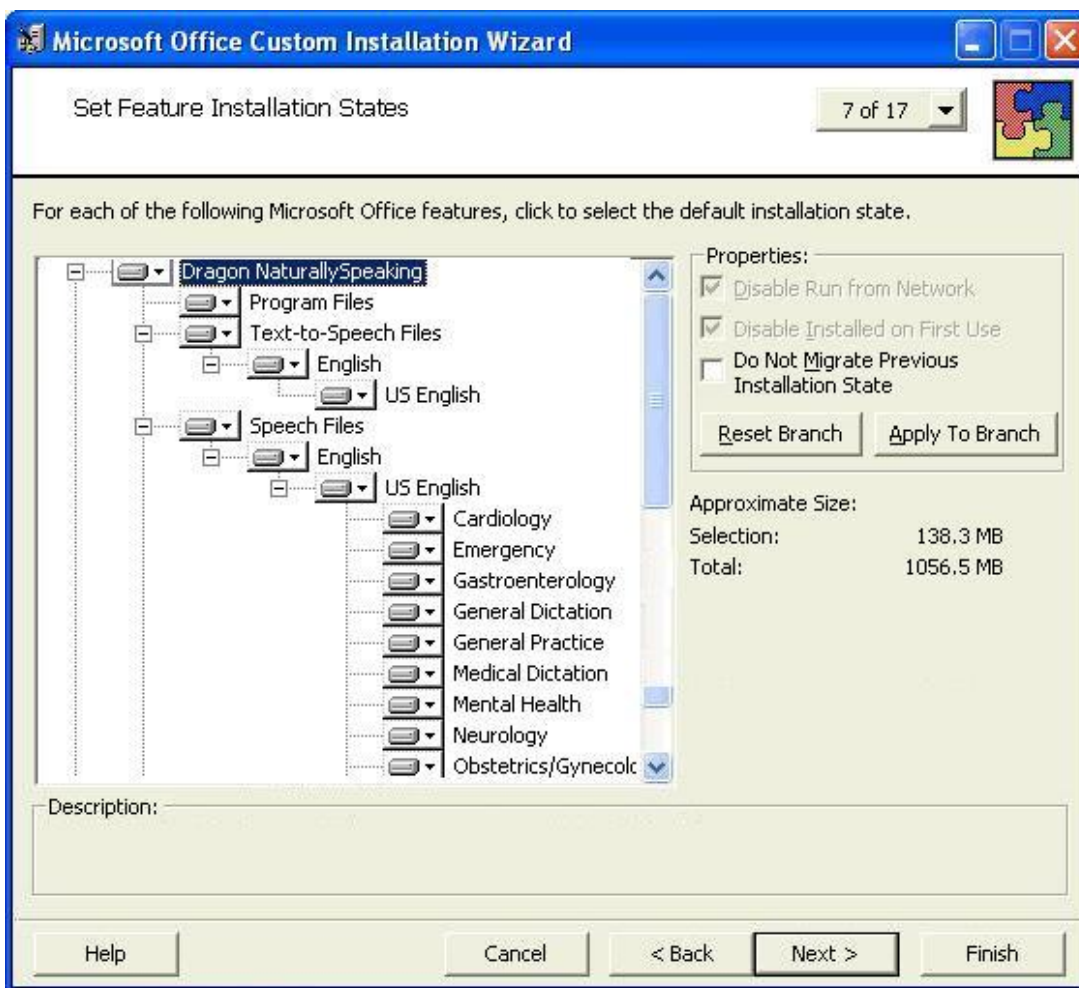 Microsoft Office Custom Installation Wizard
Set Feature Installation States
7 of 17
For each of the following Microsoft Office features, click to select the default installation state.
Dragon NaturallySpeaking
Program Files
Text-to-Speech Files
English
US English
Speech Files
English
US English
Cardiology
Emergency
Gastroenterology
General Dictation
General Practice
Medical Dictation
Mental Health
Neurology
Obstetrics/Gynecolc
Properties:
Disable Run from Network
Disable Installed on First Use
Do Not Migrate Previous
Installation State
Reset Branch Apply To Branch
Approximate Size:
Selection: 138.3 MB
Total: 1056.5 MB
Description:
Help Cancel < Back Next > Finish